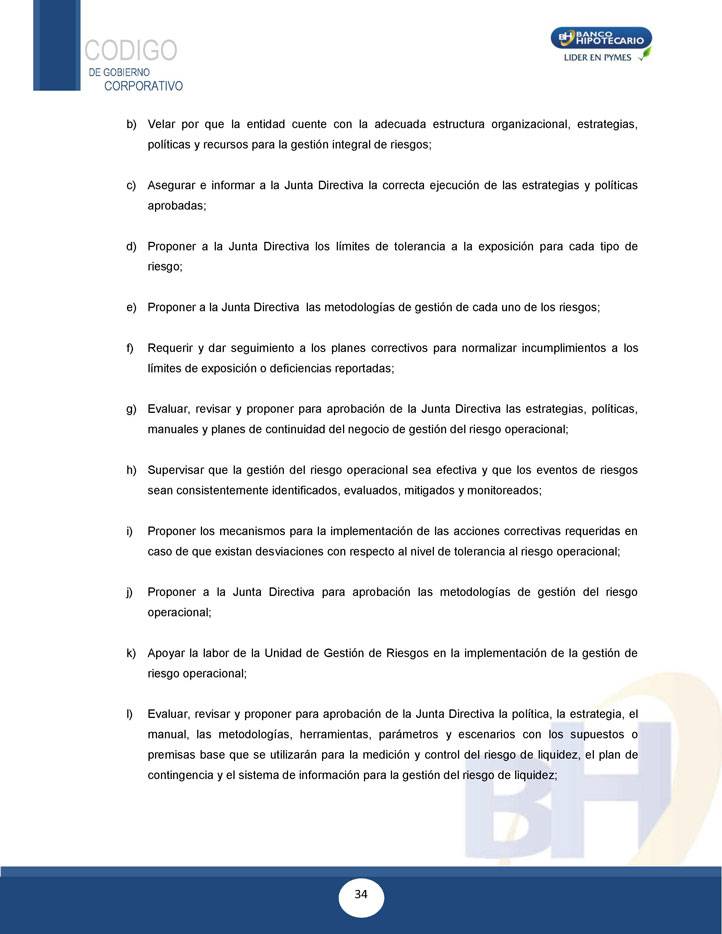 CODIGO
DE GOBIERNO
CORPORATIVO
BH BANCO
HIPOTECARIO
LIDER EN PYMES
b) Velar por que la entidad cuente con la adecuada estructura organizacional, estrategias,
políticas y recursos para la gestión integral de riesgos;
c) Asegurar e informar a la Junta Directiva la correcta ejecución de las estrategias y políticas
aprobadas;
d) Proponer a la Junta Directiva los límites de tolerancia a la exposición para cada tipo de
riesgo;
e) Proponer a la Junta Directiva las metodologías de gestión de cada uno de los riesgos;
f) Requerir y dar seguimiento a los planes correctivos para normalizar incumplimientos a los
límites de exposición o deficiencias reportadas;
g) Evaluar, revisar y proponer para aprobación de la Junta Directiva las estrategias, políticas,
manuales y planes de continuidad del negocio de gestión del riesgo operacional;
h) Supervisar que la gestión del riesgo operacional sea efectiva y que los eventos de riesgos
sean consistentemente identificados, evaluados, mitigados y monitoreados;
i) Proponer los mecanismos para la implementación de las acciones correctivas requeridas en
caso de que existan desviaciones con respecto al nivel de tolerancia al riesgo operacional;
j) Proponer a la Junta Directiva para aprobación las metodologías de gestión del riesgo
operacional;
k) Apoyar la labor de la Unidad de Gestión de Riesgos en la implementación de la gestión de
riesgo operacional;
l) Evaluar, revisar y proponer para aprobación de la Junta Directiva la política, la estrategia, el
manual, las metodologías, herramientas, parámetros y escenarios con los supuestos o
premisas base que se utilizarán para la medición y control del riesgo de liquidez, el plan de
contingencia y el sistema de información para la gestión del riesgo de liquidez;
BH
34